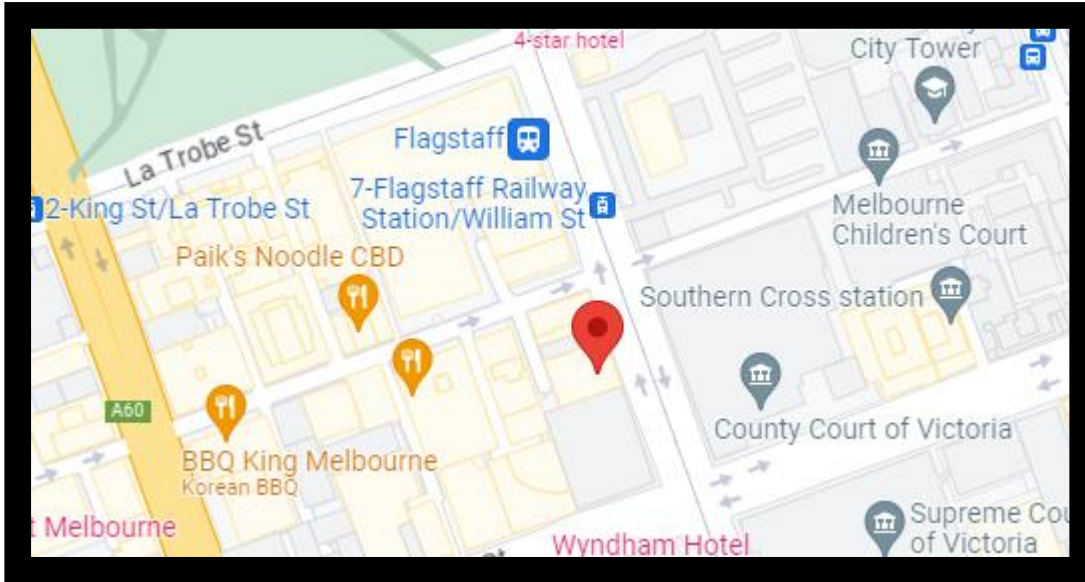 4-star hotel
City Tower
La Trobe St
Flagstaff
7-Flagstaff Railway
Station/William St
2-King St/La Trobe St
Melbourne
Children's Court
Paik's Noodle CBD
Southern Cross station
A60
County Court of Victoria
BBQ King Melbourne
Korean BBQ
Melbourne
Supreme Cou
of Victoria
Wyndham Hotel